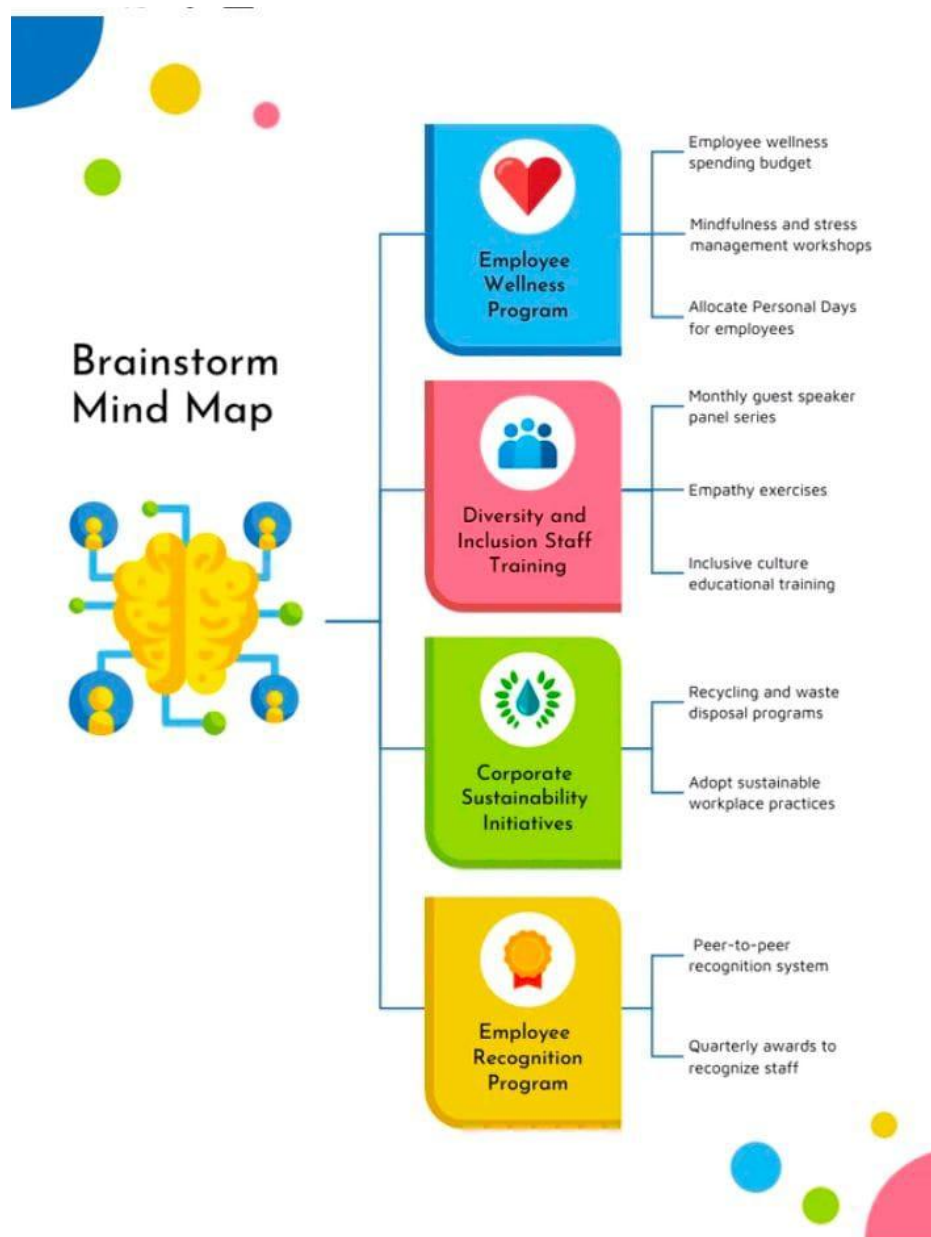 Brainstorm
Mind Map
Employee
Wellness
Program
Employee wellness
spending budget
Mindfulness and stress
management workshops
Allocate Personal Days
for employees
Diversity and
Inclusion Staff
Training
Monthly guest speaker
panel series
Empathy exercises
Inclusive culture
educational training
Corporate
Sustainability
Initiatives
Recycling and waste
disposal programs
Adopt sustainable
workplace practices
Employee
Recognition
Program
Peer-to-peer
recognition system
Quarterly awards to
recognize staff